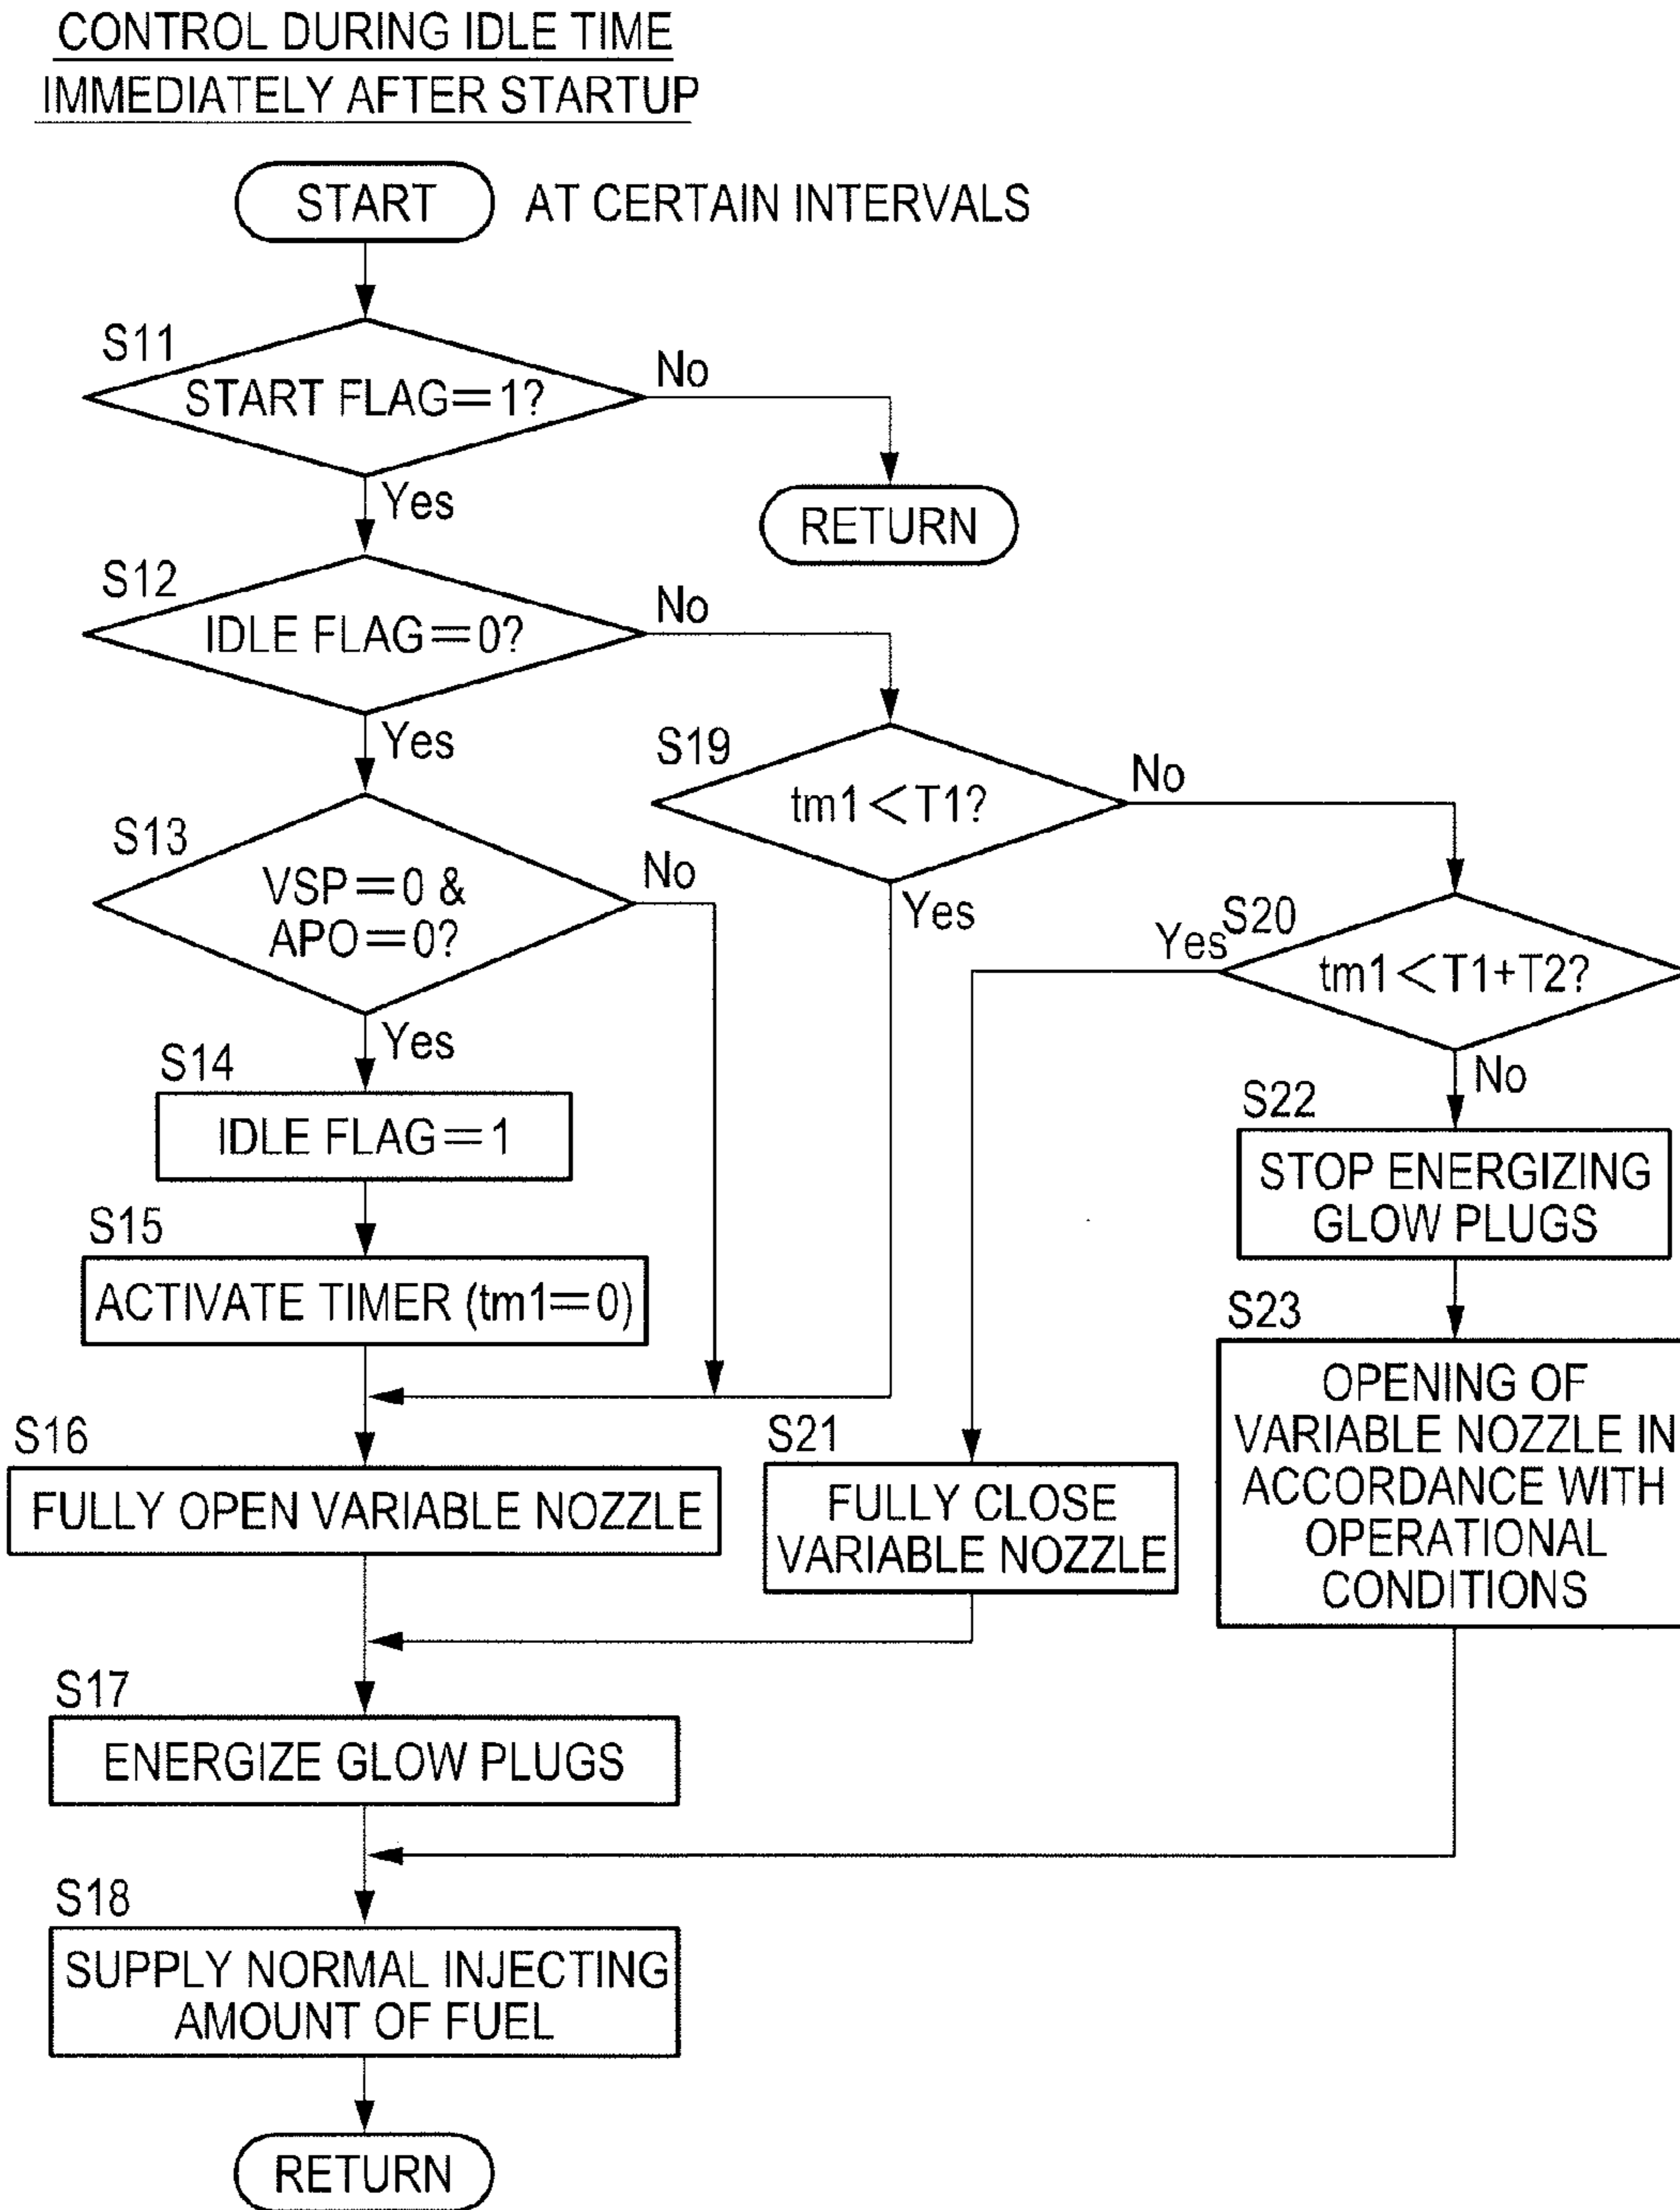 CONTROL DURING IDLE TIME
IMMEDIATELY AFTER STARTUP
START
AT CERTAIN INTERVALS
S11
START FLAG=1?
No
Yes
RETURN
S12
IDLE FLAG=0?
No
Yes
S19
tm1<T1?
No
Yes
S13
VSP=0 &
APO=0?
No
Yes
S20
tm1<T1+T2?
Yes
No
S14
IDLE FLAG=1
S22
STOP ENERGIZING
GLOW PLUGS
S15
ACTIVATE TIMER (tm1=0)
S23
OPENING OF
VARIABLE NOZZLE IN
ACCORDANCE WITH
OPERATIONAL
CONDITIONS
S16
FULLY OPEN VARIABLE NOZZLE
S21
FULLY CLOSE
VARIABLE NOZZLE
S17
ENERGIZE GLOW PLUGS
S18
SUPPLY NORMAL INJECTING
AMOUNT OF FUEL
RETURN